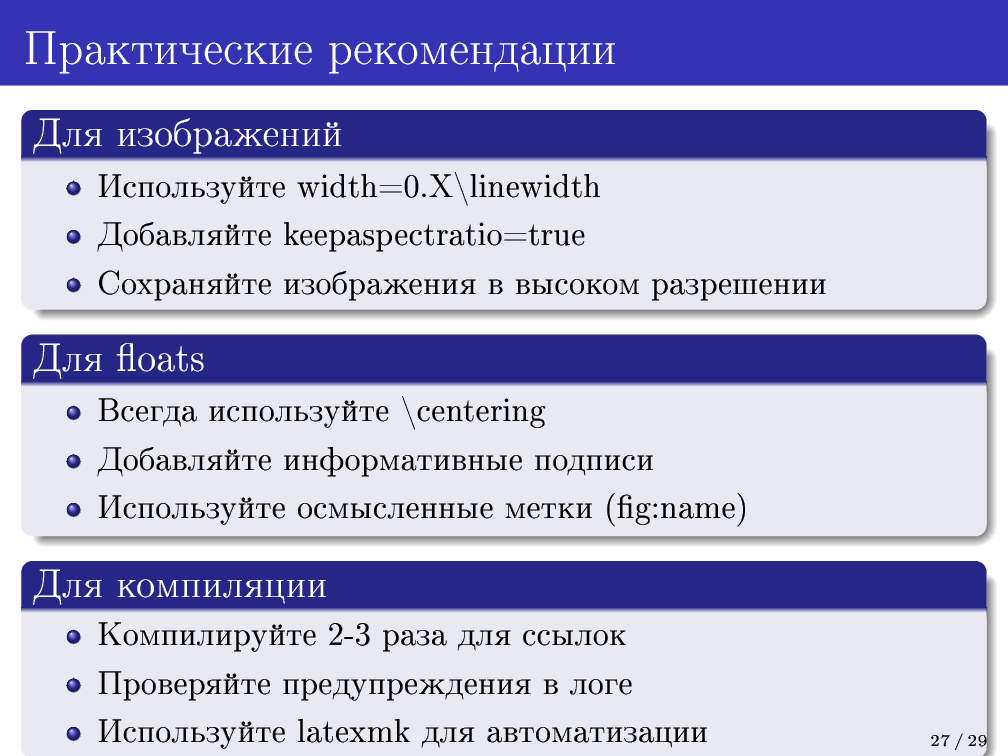 Практические рекомендации
Для изображений
Используйте width=0.X\linewidth
Добавляйте keepaspectratio=true
Сохраняйте изображения в высоком разрешении
Для floats
Всегда используйте \centering
Добавляйте информативные подписи
Используйте осмысленные метки (fig:name)
Для компиляции
Компилируйте 2-3 раза для ссылок
Проверяйте предупреждения в логе
Используйте latexmk для автоматизации
27 / 29